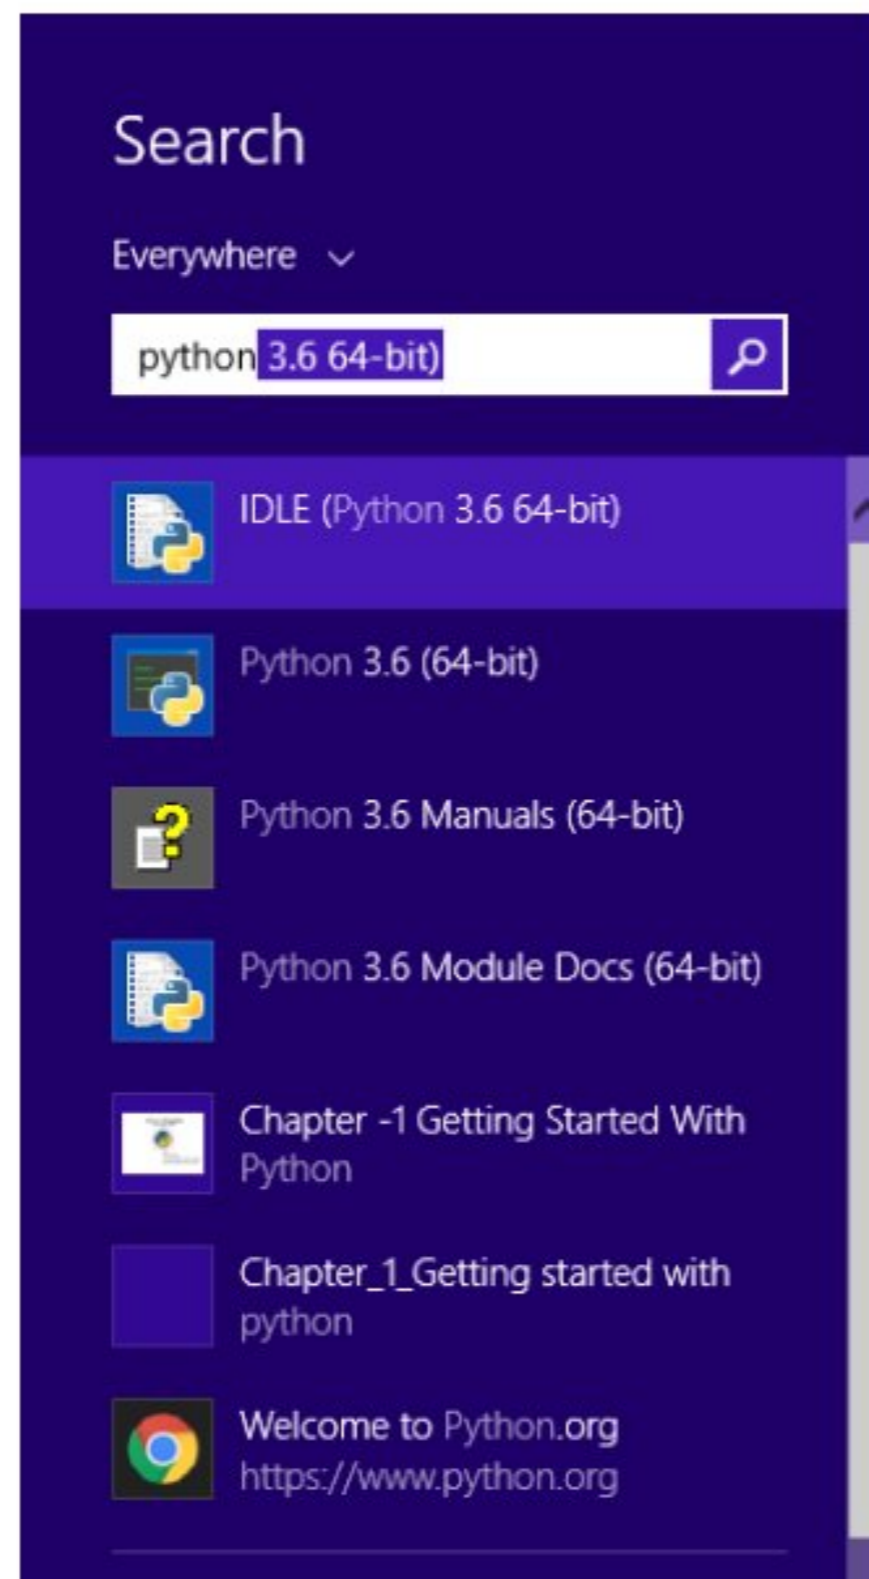 Search
Everywhere
python 3.6 64-bit)
IDLE (Python 3.6 64-bit)
Python 3.6 (64-bit)
Python 3.6 Manuals (64-bit)
Python 3.6 Module Docs (64-bit)
Chapter -1 Getting Started With
Python
Chapter_1_Getting started with
python
Welcome to Python.org
https://www.python.org